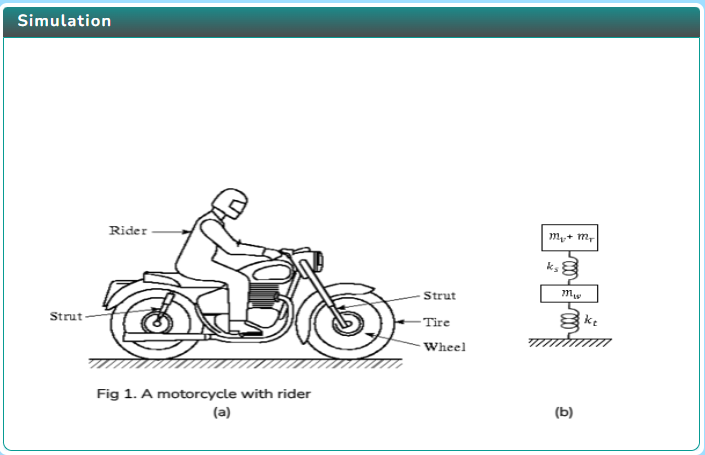 Simulation
Rider
Strut
Strut
Tire
Wheel
Fig 1. A motorcycle with rider
(a)
m_v + m_r
k_s
m_w
k_t
(b)